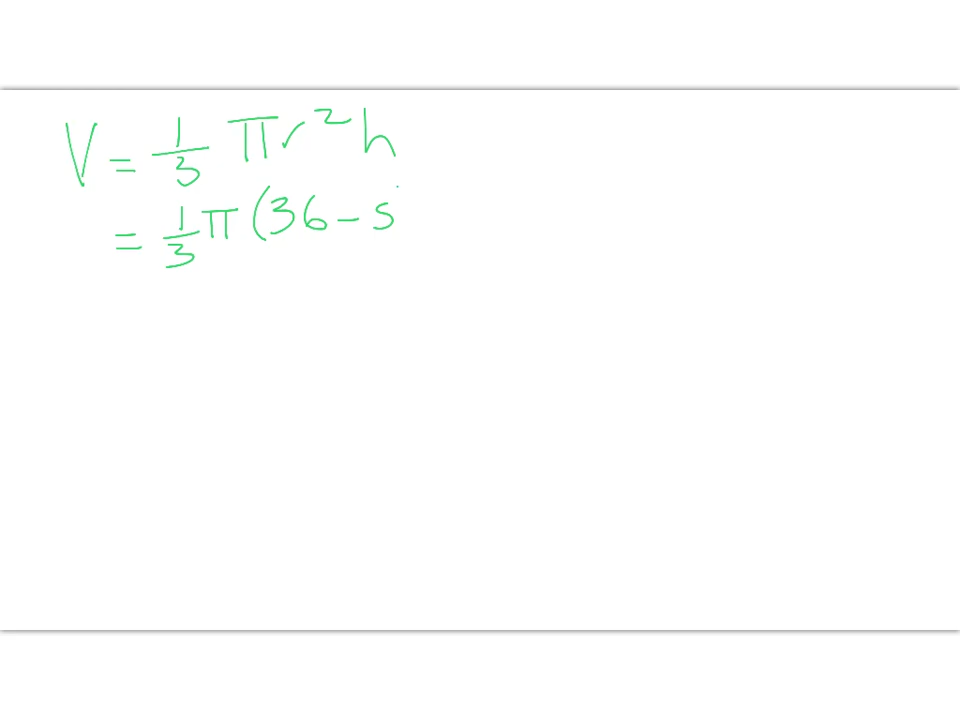 V = 1/3 πr²h
= 1/3 π(36 - s